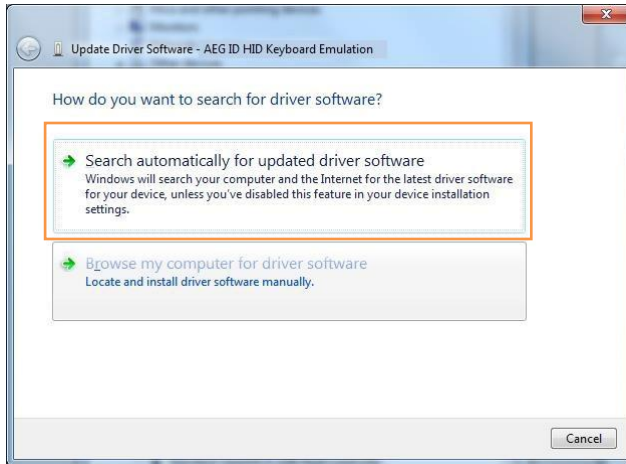 Update Driver Software - AEG ID HID Keyboard Emulation
How do you want to search for driver software?
Search automatically for updated driver software
Windows will search your computer and the Internet for the latest driver software
for your device, unless you've disabled this feature in your device installation
settings.
Browse my computer for driver software
Locate and install driver software manually.
Cancel